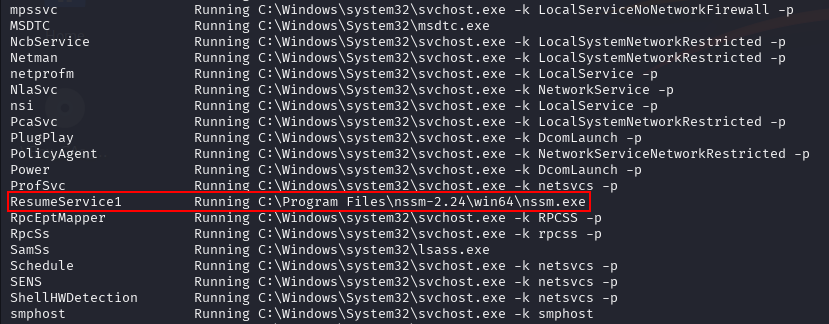 mpssvc Running C:\Windows\system32\svchost.exe -k LocalServiceNoNetworkFirewall -p
MSDTC Running C:\Windows\System32\msdtc.exe
NcbService Running C:\Windows\System32\svchost.exe -k LocalSystemNetworkRestricted -p
Netman Running C:\Windows\System32\svchost.exe -k LocalSystemNetworkRestricted -p
netprofm Running C:\Windows\System32\svchost.exe -k LocalService -p
NlaSvc Running C:\Windows\System32\svchost.exe -k NetworkService -p
nsi Running C:\Windows\system32\svchost.exe -k LocalService -p
PcaSvc Running C:\Windows\system32\svchost.exe -k LocalSystemNetworkRestricted -p
PlugPlay Running C:\Windows\system32\svchost.exe -k DcomLaunch -p
PolicyAgent Running C:\Windows\system32\svchost.exe -k NetworkServiceNetworkRestricted -p
Power Running C:\Windows\system32\svchost.exe -k DcomLaunch -p
ProfSvc Running C:\Windows\system32\svchost.exe -k netsvcs -p
ResumeService1 Running C:\Program Files\nssm-2.24\win64\nssm.exe
RpcEptMapper Running C:\Windows\system32\svchost.exe -k RPCSS -p
RpcSs Running C:\Windows\system32\svchost.exe -k rpcss -p
SamSs Running C:\Windows\system32\lsass.exe
Schedule Running C:\Windows\system32\svchost.exe -k netsvcs -p
SENS Running C:\Windows\system32\svchost.exe -k netsvcs -p
ShellHWDetection Running C:\Windows\System32\svchost.exe -k netsvcs -p
smphost Running C:\Windows\System32\svchost.exe -k smphost